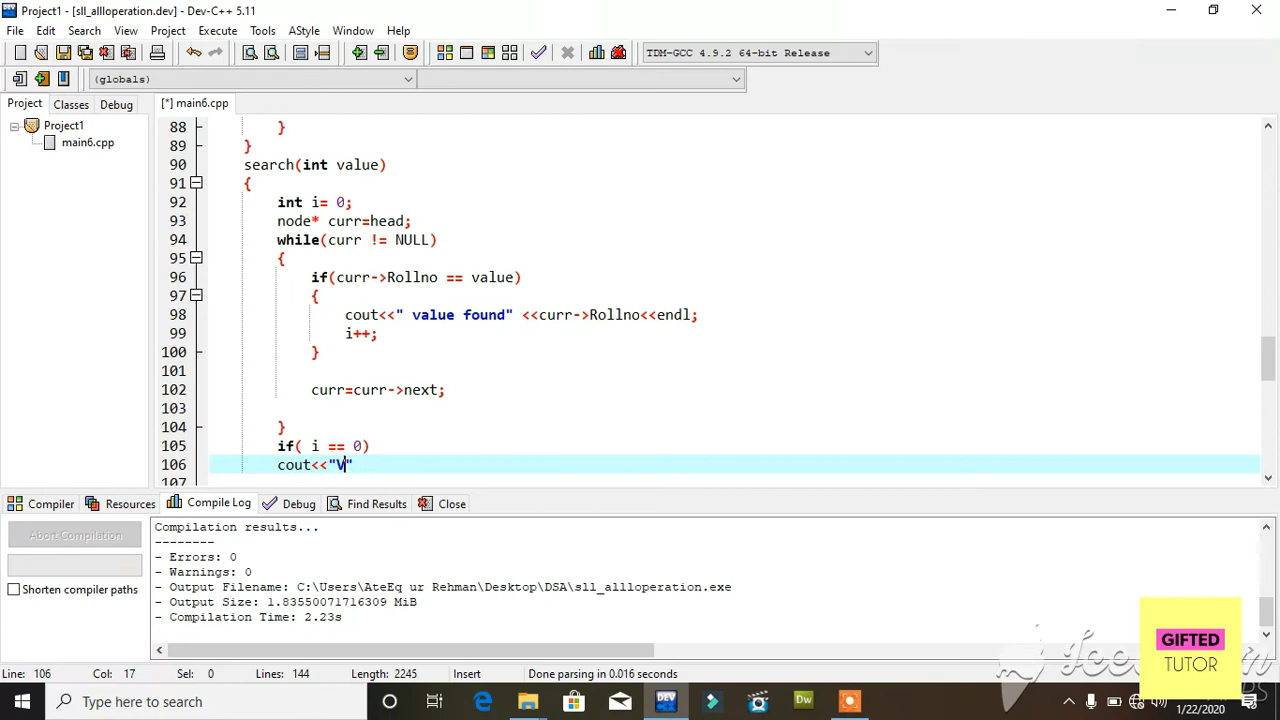 Project1 - [sll_allloperation.dev] - Dev-C++ 5.11
File Edit Search View Project Execute Tools AStyle Window Help
TDM-GCC 4.9.2 64-bit Release
(globals)
Project Classes Debug [*] main6.cpp
Project1
main6.cpp
88 }
89 }
90 search(int value)
91 {
92 int i= 0;
93 node* curr=head;
94 while(curr != NULL)
95 {
96 if(curr->Rollno == value)
97 {
98 cout<<" value found" <<curr->Rollno<<endl;
99 i++;
100 }
101
102 curr=curr->next;
103
104 }
105 if( i == 0)
106 cout<<"V"
107
Compiler Resources Compile Log Debug Find Results Close
Abort Compilation
Shorten compiler paths
Compilation results...
--------
- Errors: 0
- Warnings: 0
- Output Filename: C:\Users\AteEq ur Rehman\Desktop\DSA\sll_allloperation.exe
- Output Size: 1.83550071716309 MiB
- Compilation Time: 2.23s
GIFTED
TUTOR
Line: 106 Col: 17 Sel: 0 Lines: 144 Length: 2245 Insert Done parsing in 0.016 seconds
Type here to search
DEV
Dw
1/22/2020